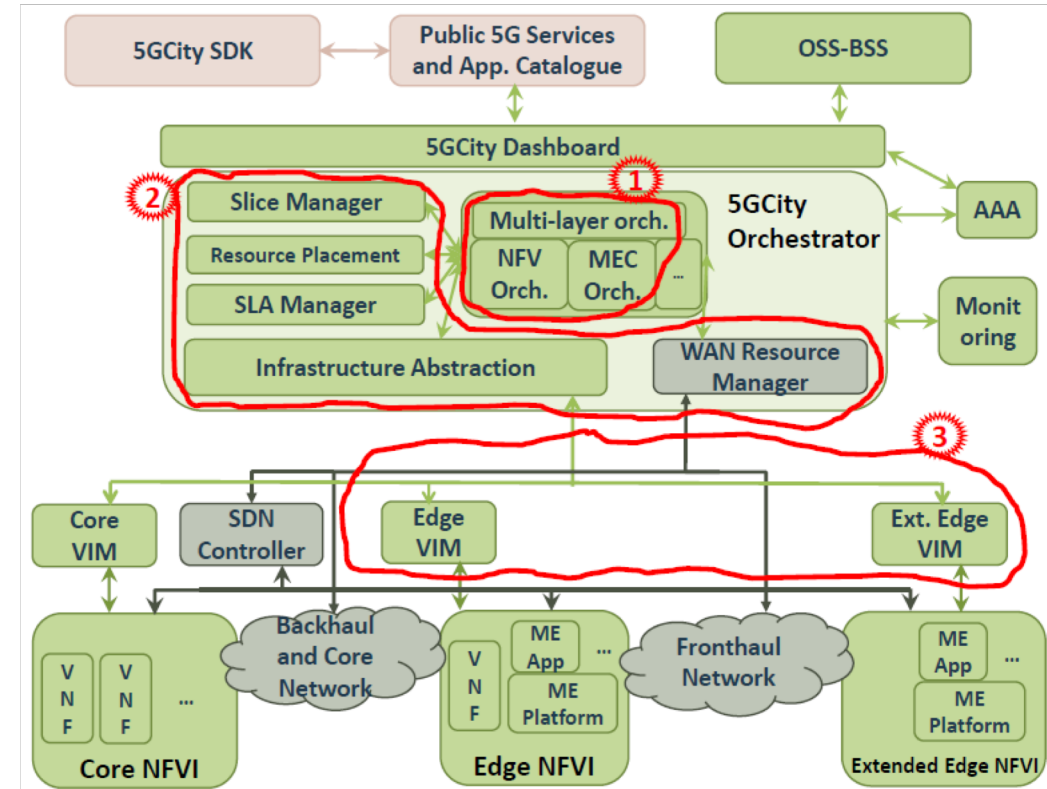 5GCity SDK
Public 5G Services
and App. Catalogue
OSS-BSS
5GCity Dashboard
2
1
Slice Manager
Multi-layer orch.
5GCity
Orchestrator
AAA
Resource Placement
NFV
Orch.
MEC
Orch.
...
SLA Manager
Monit
oring
Infrastructure Abstraction
WAN Resource
Manager
3
Core
VIM
SDN
Controller
Edge
VIM
Ext. Edge
VIM
Backhaul
and Core
Network
Fronthaul
Network
V
N
F
V
N
F
...
Core NFVI
V
N
F
ME
App
...
ME
Platform
Edge NFVI
ME
App
...
ME
Platform
Extended Edge NFVI